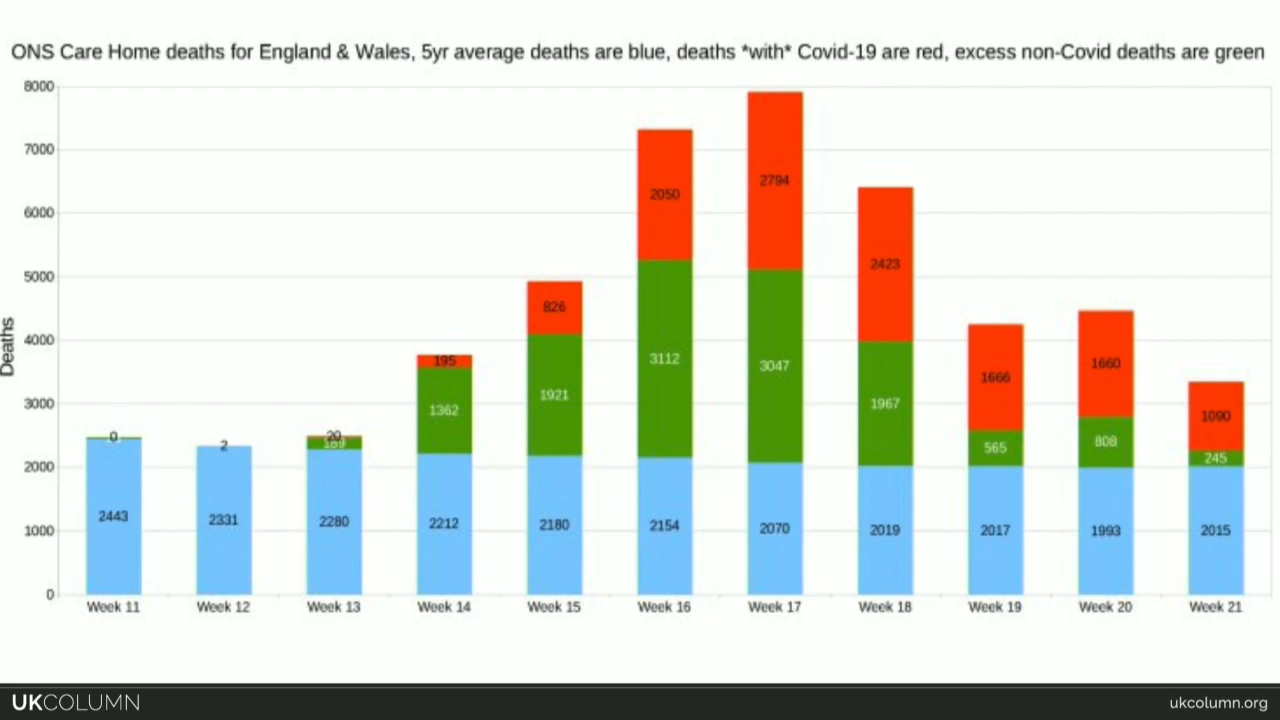 ONS Care Home deaths for England & Wales, 5yr average deaths are blue, deaths *with* Covid-19 are red, excess non-Covid deaths are green
8000
7000
6000
5000
4000
3000
2000
1000
0
Deaths
0
2443
2
2331
20
189
2280
195
1362
2212
826
1921
2180
2050
3112
2154
2794
3047
2070
2423
1967
2019
1666
565
2017
1660
808
1993
1090
245
2015
Week 11
Week 12
Week 13
Week 14
Week 15
Week 16
Week 17
Week 18
Week 19
Week 20
Week 21
UKCOLUMN
ukcolumn.org